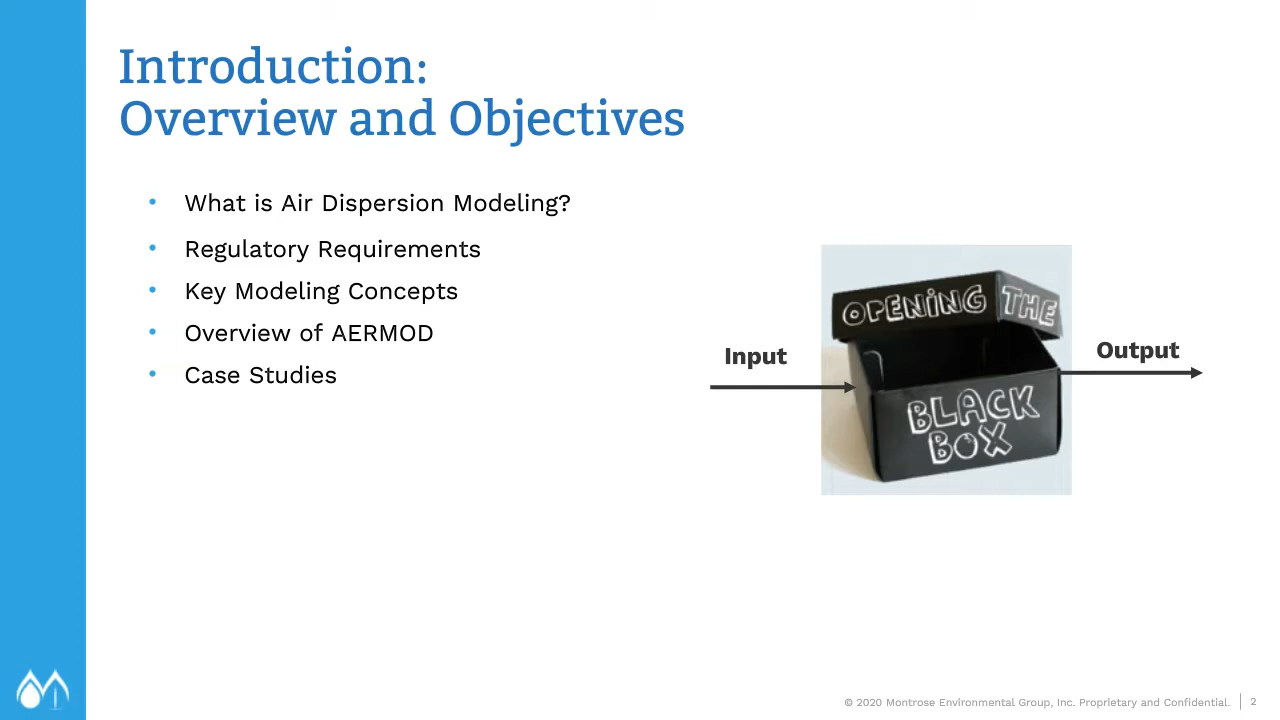 Introduction:
Overview and Objectives
• What is Air Dispersion Modeling?
• Regulatory Requirements
• Key Modeling Concepts
• Overview of AERMOD
• Case Studies
Input
OPENING THE
BLACK
BOX
Output
© 2020 Montrose Environmental Group, Inc. Proprietary and Confidential. | 2